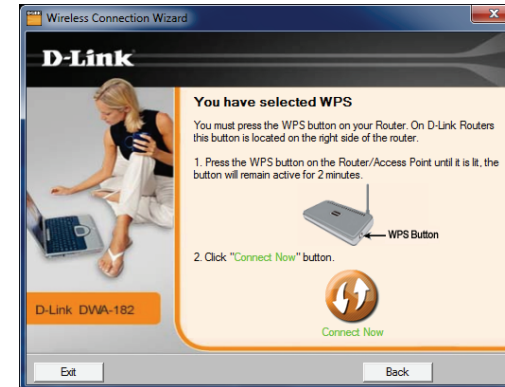 Wireless Connection Wizard
D-Link
You have selected WPS
You must press the WPS button on your Router. On D-Link Routers
this button is located on the right side of the router.
1. Press the WPS button on the Router/Access Point until it is lit, the
button will remain active for 2 minutes.
WPS Button
2. Click "Connect Now" button.
D-Link DWA-182
Connect Now
Exit
Back